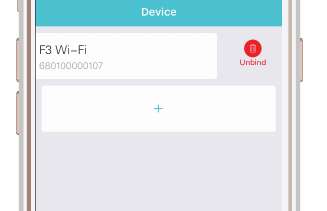 Device
F3 Wi-Fi
680100000107
Unbind
+